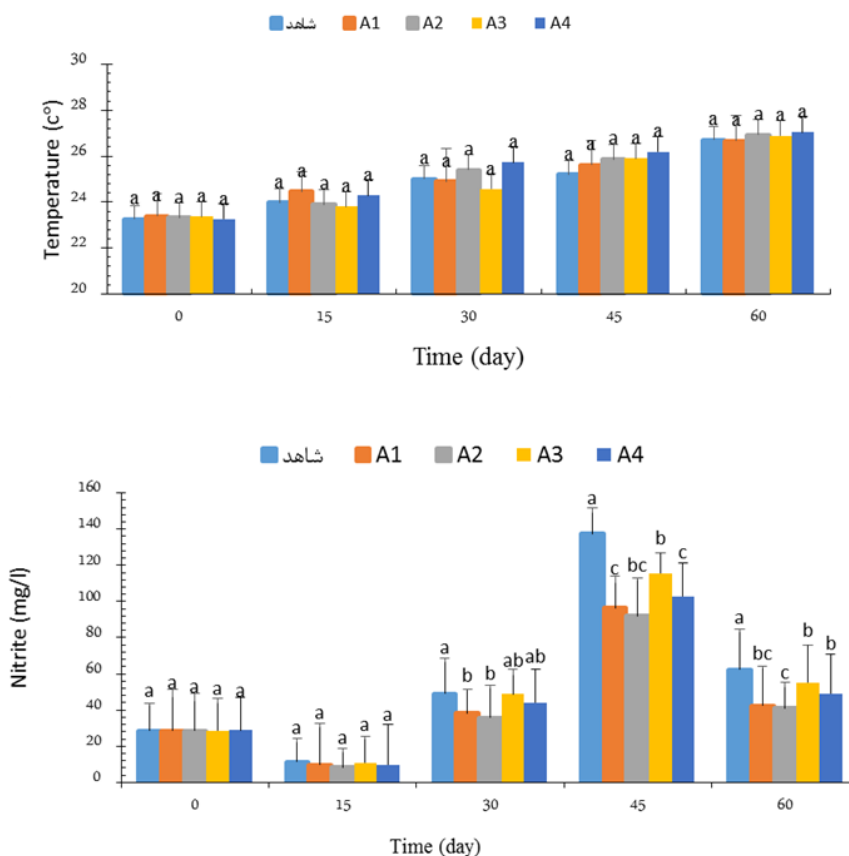 شاهد A1 A2 A3 A4
30
28
26
24
22
20
Temperature (c°)
a a a a a a a a a a a a a a a a a a a a a a a a a
0 15 30 45 60
Time (day)
شاهد A1 A2 A3 A4
160
140
120
100
80
60
40
20
0
Nitrite (mg/l)
a a a a a a a a a a a b b ab ab a c bc b c a bc c b b
0 15 30 45 60
Time (day)